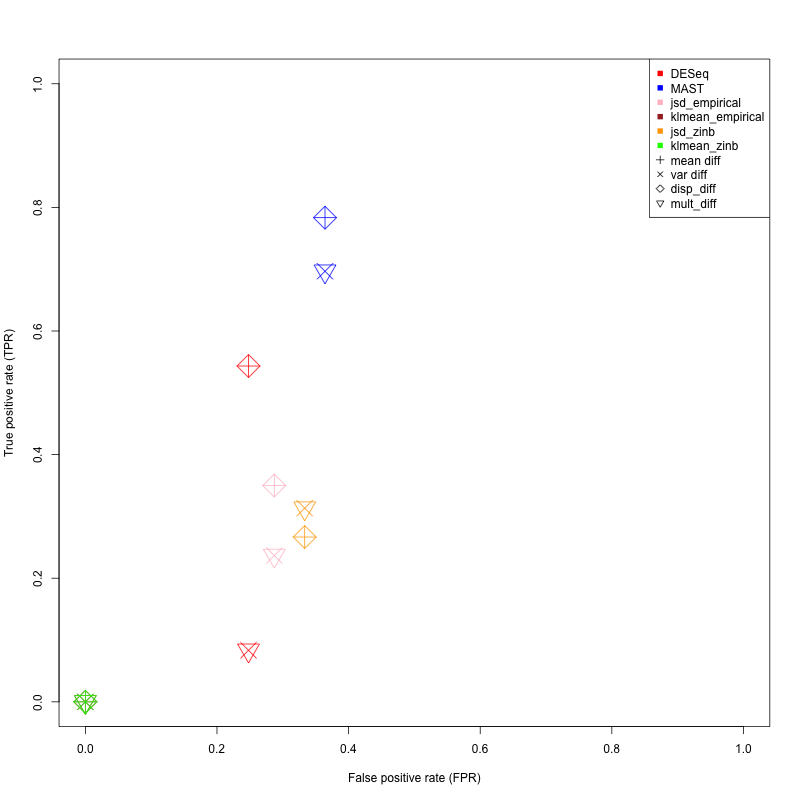 DESeq
MAST
jsd_empirical
klmean_empirical
jsd_zinb
klmean_zinb
mean diff
var diff
disp_diff
mult_diff
1.0
0.8
0.6
0.4
0.2
0.0
True positive rate (TPR)
0.0 0.2 0.4 0.6 0.8 1.0
False positive rate (FPR)